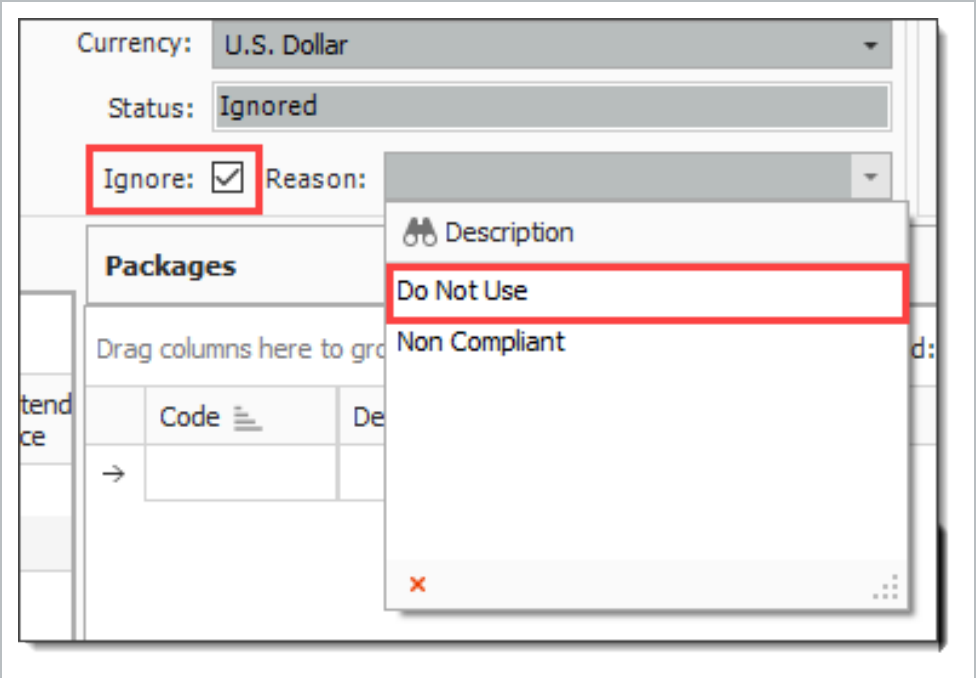 Currency: U.S. Dollar
Status: Ignored
Ignore: Reason:
Description
Packages
Do Not Use
Drag columns here to gro
Non Compliant
d:
tend
ce
Code
De